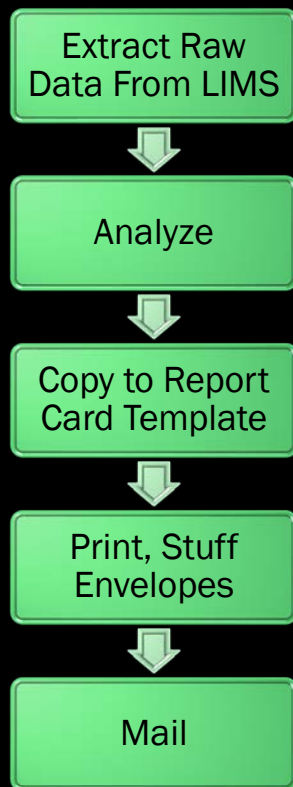 Extract Raw
Data From LIMS
Analyze
Copy to Report
Card Template
Print, Stuff
Envelopes
Mail